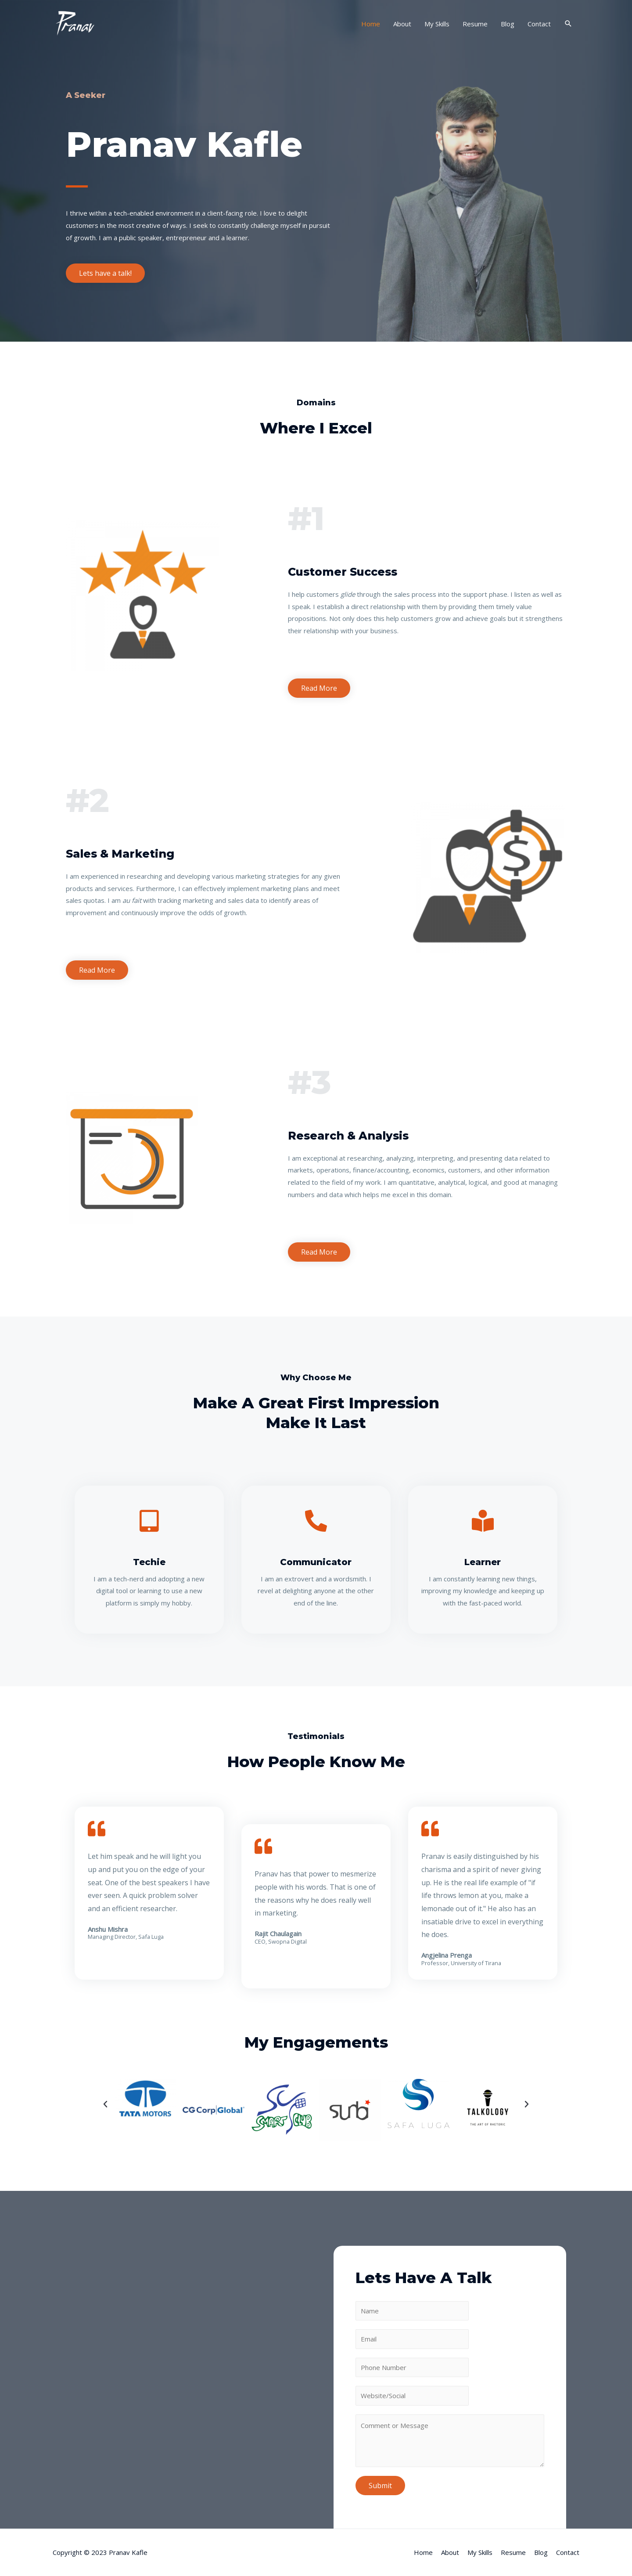 Pranav
Home About My Skills Resume Blog Contact
A Seeker
Pranav Kafle
I thrive within a tech-enabled environment in a client-facing role. I love to delight
customers in the most creative of ways. I seek to constantly challenge myself in pursuit
of growth. I am a public speaker, entrepreneur and a learner.
Lets have a talk!
Domains
Where I Excel
#1
Customer Success
I help customers glide through the sales process into the support phase. I listen as well as
I speak. I establish a direct relationship with them by providing them timely value
propositions. Not only does this help customers grow and achieve goals but it strengthens
their relationship with your business.
Read More
#2
Sales & Marketing
I am experienced in researching and developing various marketing strategies for any given
products and services. Furthermore, I can effectively implement marketing plans and meet
sales quotas. I am au fait with tracking marketing and sales data to identify areas of
improvement and continuously improve the odds of growth.
Read More
#3
Research & Analysis
I am exceptional at researching, analyzing, interpreting, and presenting data related to
markets, operations, finance/accounting, economics, customers, and other information
related to the field of my work. I am quantitative, analytical, logical, and good at managing
numbers and data which helps me excel in this domain.
Read More
Why Choose Me
Make A Great First Impression
Make It Last
Techie
I am a tech-nerd and adopting a new
digital tool or learning to use a new
platform is simply my hobby.
Communicator
I am an extrovert and a wordsmith. I
revel at delighting anyone at the other
end of the line.
Learner
I am constantly learning new things,
improving my knowledge and keeping up
with the fast-paced world.
Testimonials
How People Know Me
Let him speak and he will light you
up and put you on the edge of your
seat. One of the best speakers I have
ever seen. A quick problem solver
and an efficient researcher.
Anshu Mishra
Managing Director, Safa Luga
Pranav has that power to mesmerize
people with his words. That is one of
the reasons why he does really well
in marketing.
Rajit Chaulagain
CEO, Swopna Digital
Pranav is easily distinguished by his
charisma and a spirit of never giving
up. He is the real life example of "if
life throws lemon at you, make a
lemonade out of it." He also has an
insatiable drive to excel in everything
he does.
Angjelina Prenga
Professor, University of Tirana
My Engagements
TATA MOTORS
CG Corp|Global
SMART CLUB
surb
SAFA LUGA
TALKOLOGY
Lets Have A Talk
Name
Email
Phone Number
Website/Social
Comment or Message
Submit
Copyright © 2023 Pranav Kafle
Home About My Skills Resume Blog Contact